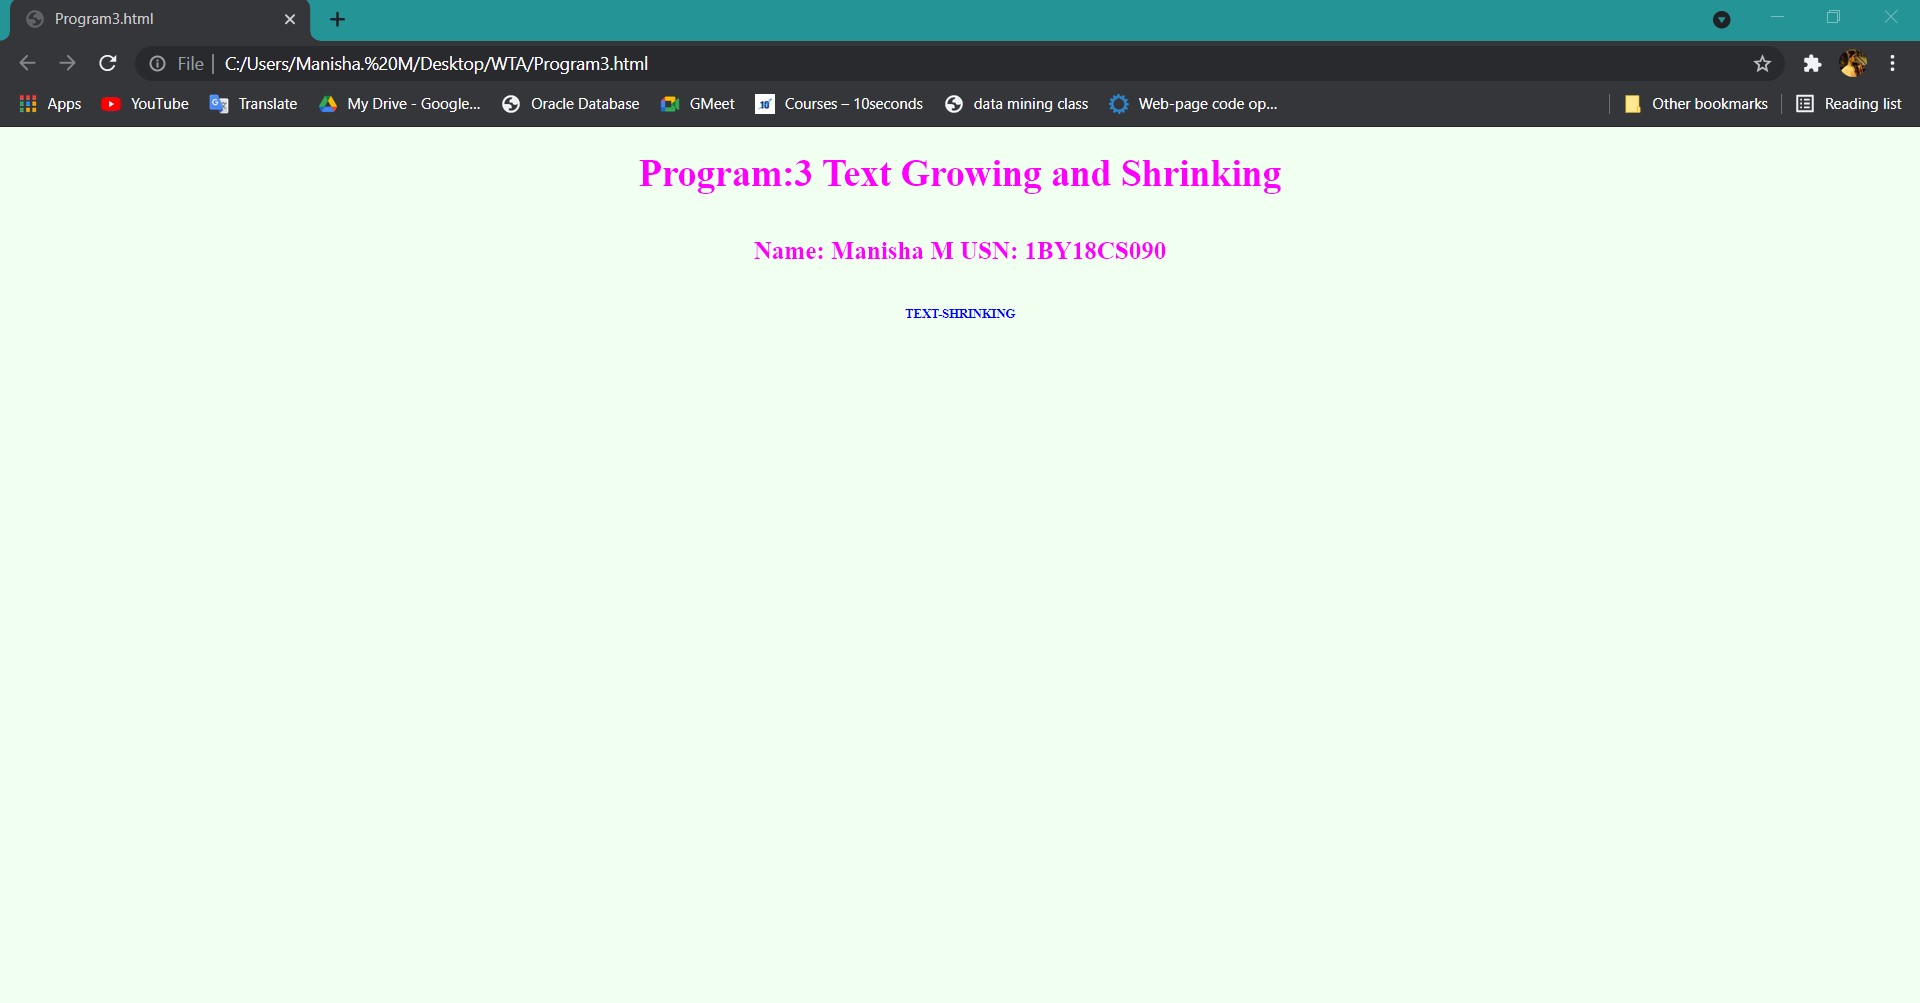 Program3.html
File | C:/Users/Manisha.%20M/Desktop/WTA/Program3.html
Apps YouTube Translate My Drive - Google... Oracle Database GMeet 10 Courses – 10seconds data mining class Web-page code op... Other bookmarks Reading list
Program:3 Text Growing and Shrinking
Name: Manisha M USN: 1BY18CS090
TEXT-SHRINKING